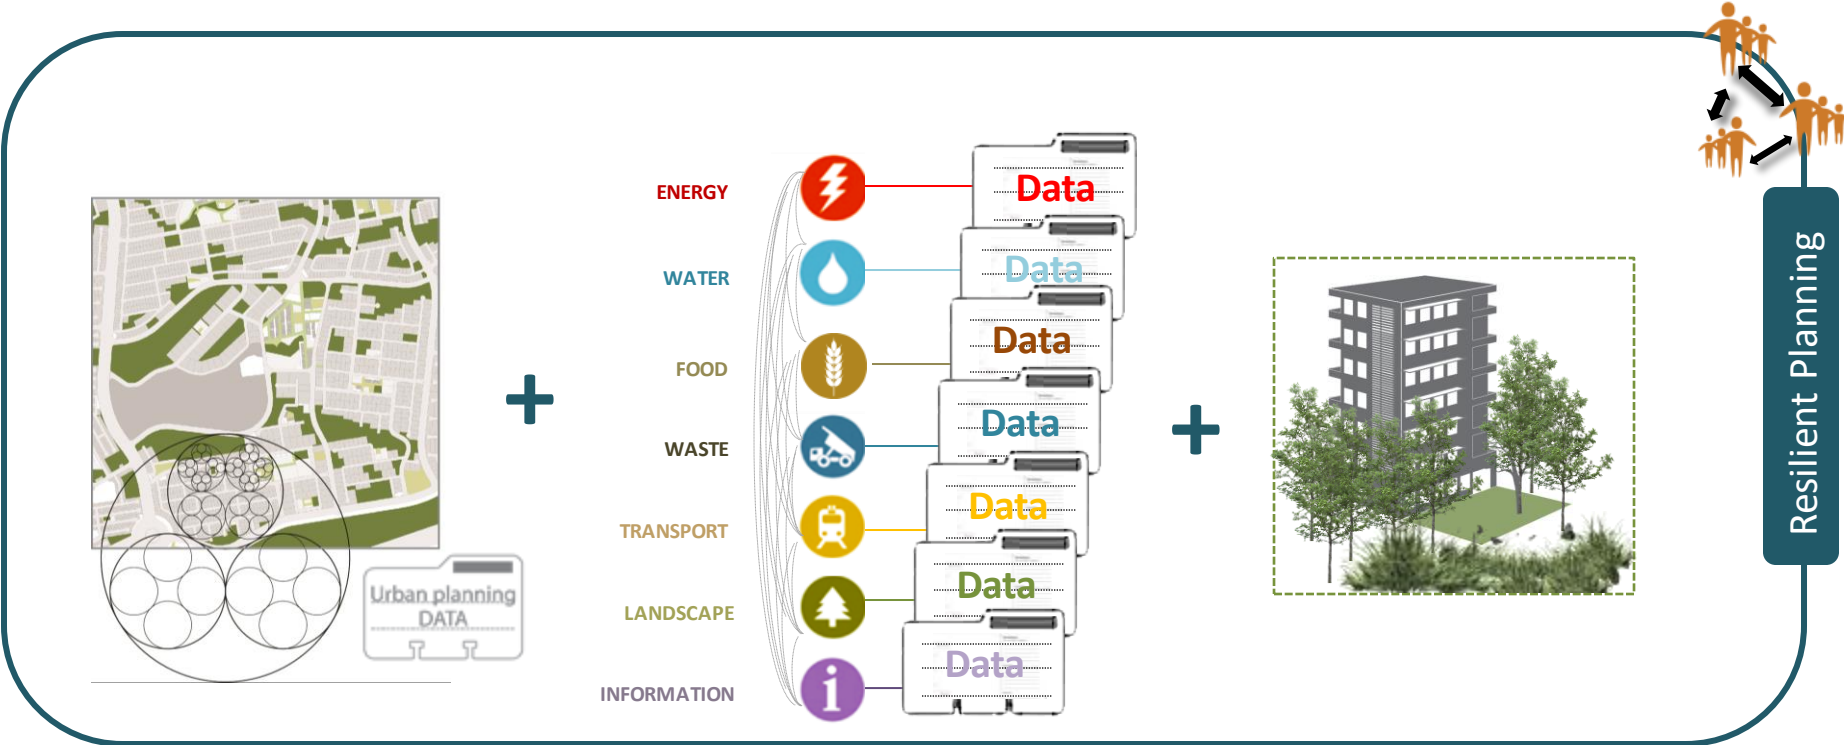 Urban planning
DATA
ENERGY
Data
WATER
Data
FOOD
Data
WASTE
Data
TRANSPORT
Data
LANDSCAPE
Data
INFORMATION
Data
Resilient Planning